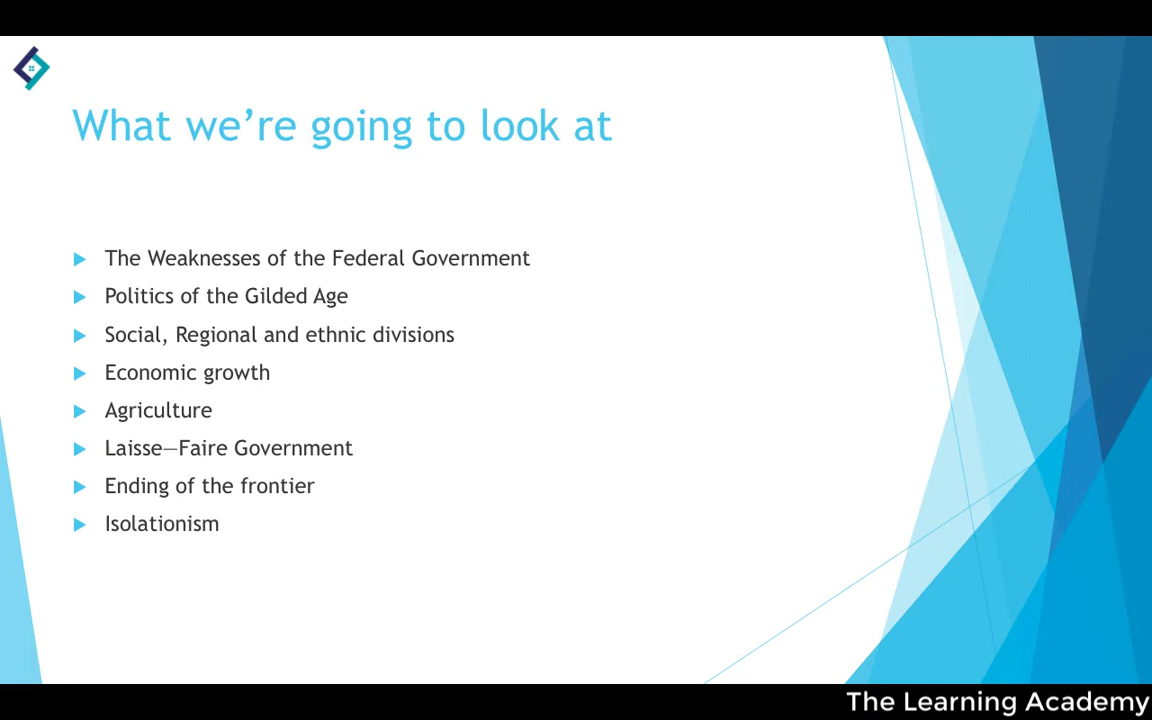 What we’re going to look at
The Weaknesses of the Federal Government
Politics of the Gilded Age
Social, Regional and ethnic divisions
Economic growth
Agriculture
Laisse—Faire Government
Ending of the frontier
Isolationism
The Learning Academy